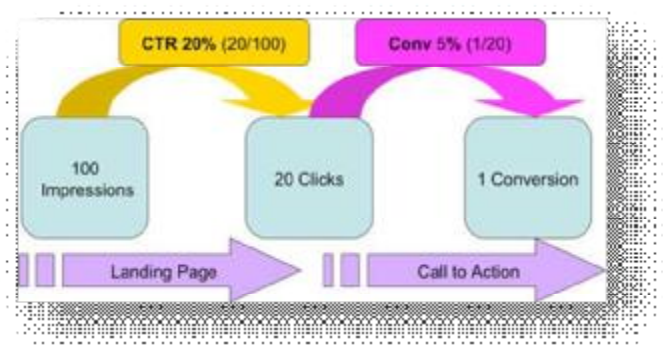 CTR 20% (20/100)
Conv 5% (1/20)
100
Impressions
20 Clicks
1 Conversion
Landing Page
Call to Action